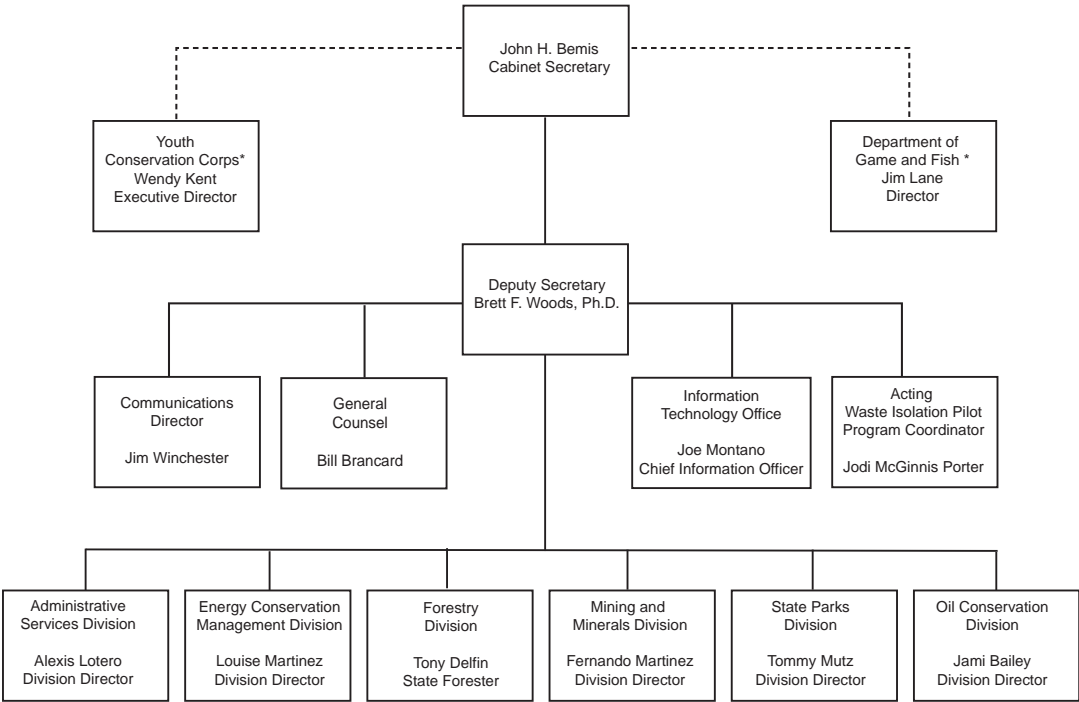 John H. Bemis
Cabinet Secretary
Youth
Conservation Corps*
Wendy Kent
Executive Director
Department of
Game and Fish *
Jim Lane
Director
Deputy Secretary
Brett F. Woods, Ph.D.
Communications
Director
Jim Winchester
General
Counsel
Bill Brancard
Information
Technology Office
Joe Montano
Chief Information Officer
Acting
Waste Isolation Pilot
Program Coordinator
Jodi McGinnis Porter
Administrative
Services Division
Alexis Lotero
Division Director
Energy Conservation
Management Division
Louise Martinez
Division Director
Forestry
Division
Tony Delfin
State Forester
Mining and
Minerals Division
Fernando Martinez
Division Director
State Parks
Division
Tommy Mutz
Division Director
Oil Conservation
Division
Jami Bailey
Division Director